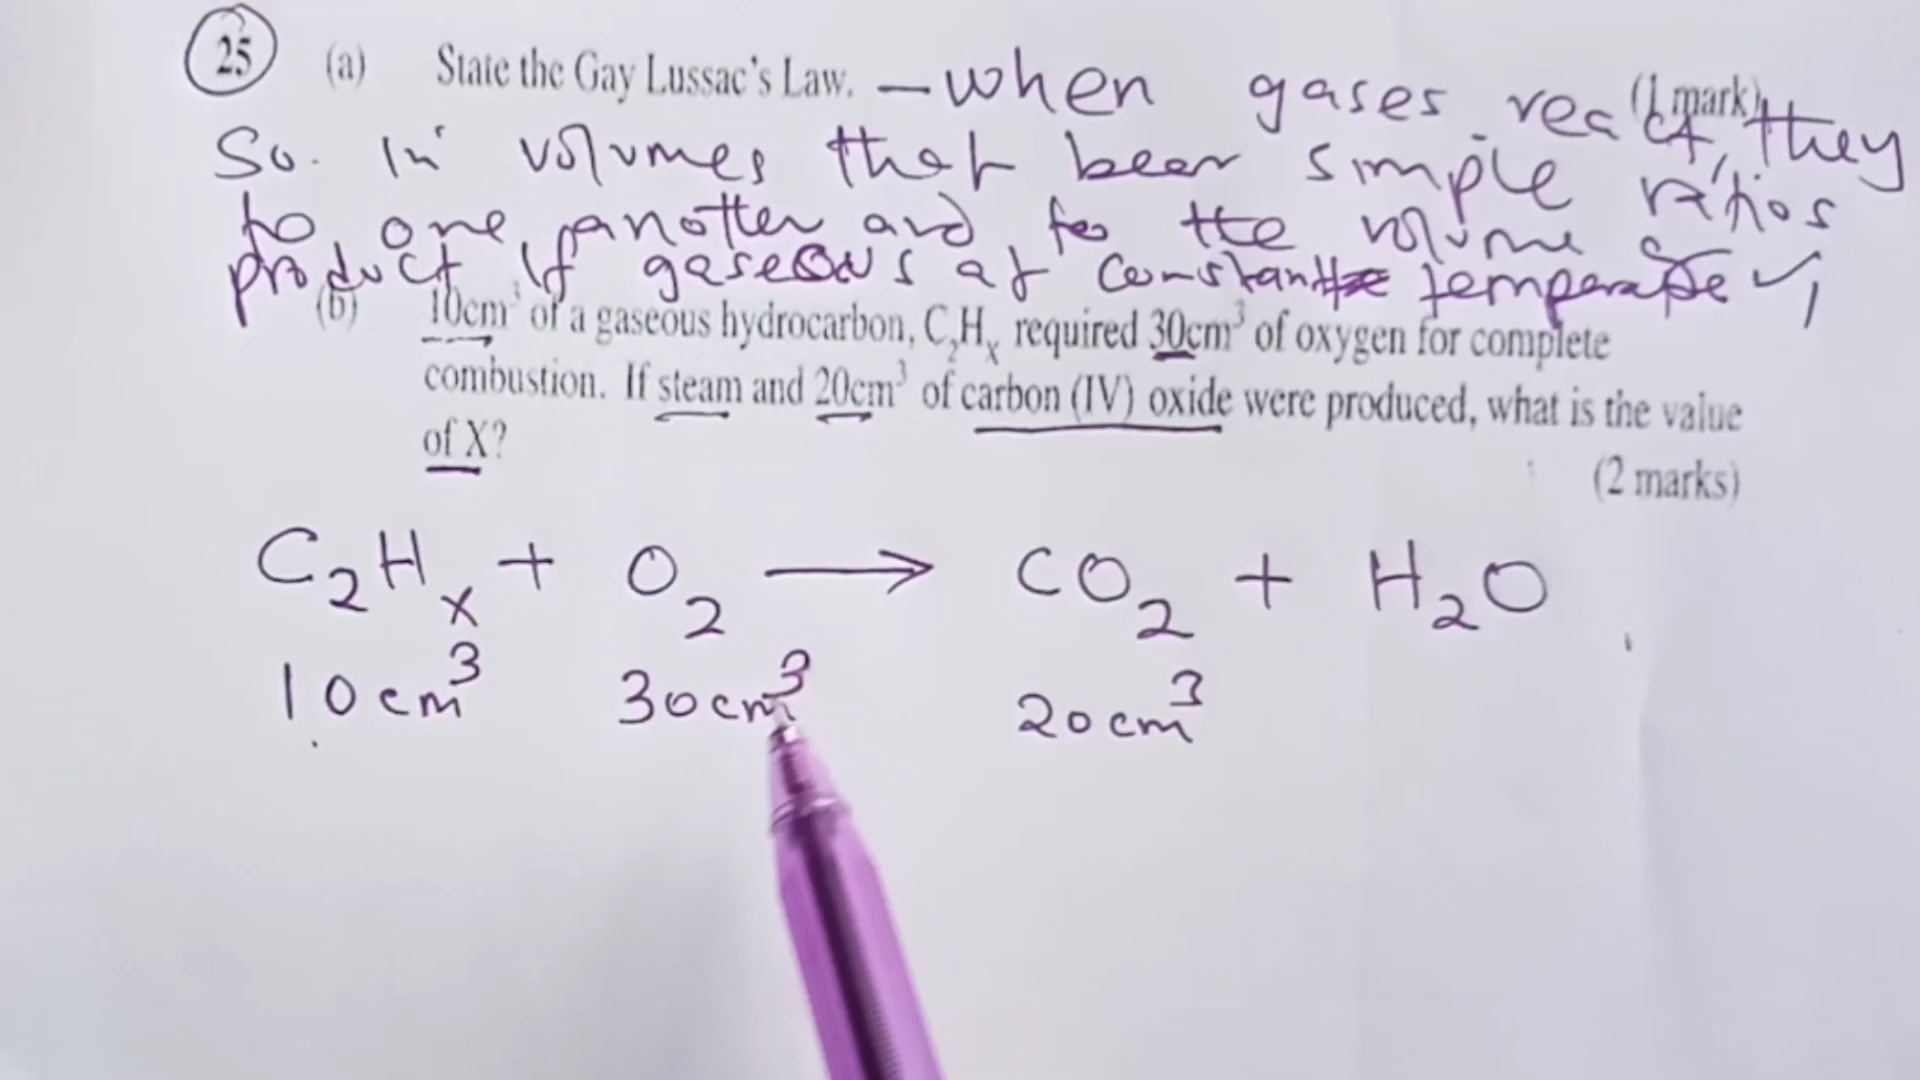 25 (a) State the Gay Lussac's Law. — when gases react, they (1 mark)
So. in volumes that bear simple ratios
to one another and to the volume of
product if gaseous at constant temperature ✓1
(b) 10cm³ of a gaseous hydrocarbon, C₂Hₓ required 30cm³ of oxygen for complete
combustion. If steam and 20cm³ of carbon (IV) oxide were produced, what is the value
of X?
(2 marks)
C₂Hₓ + O₂ → CO₂ + H₂O
10cm³ 30cm³ 20cm³